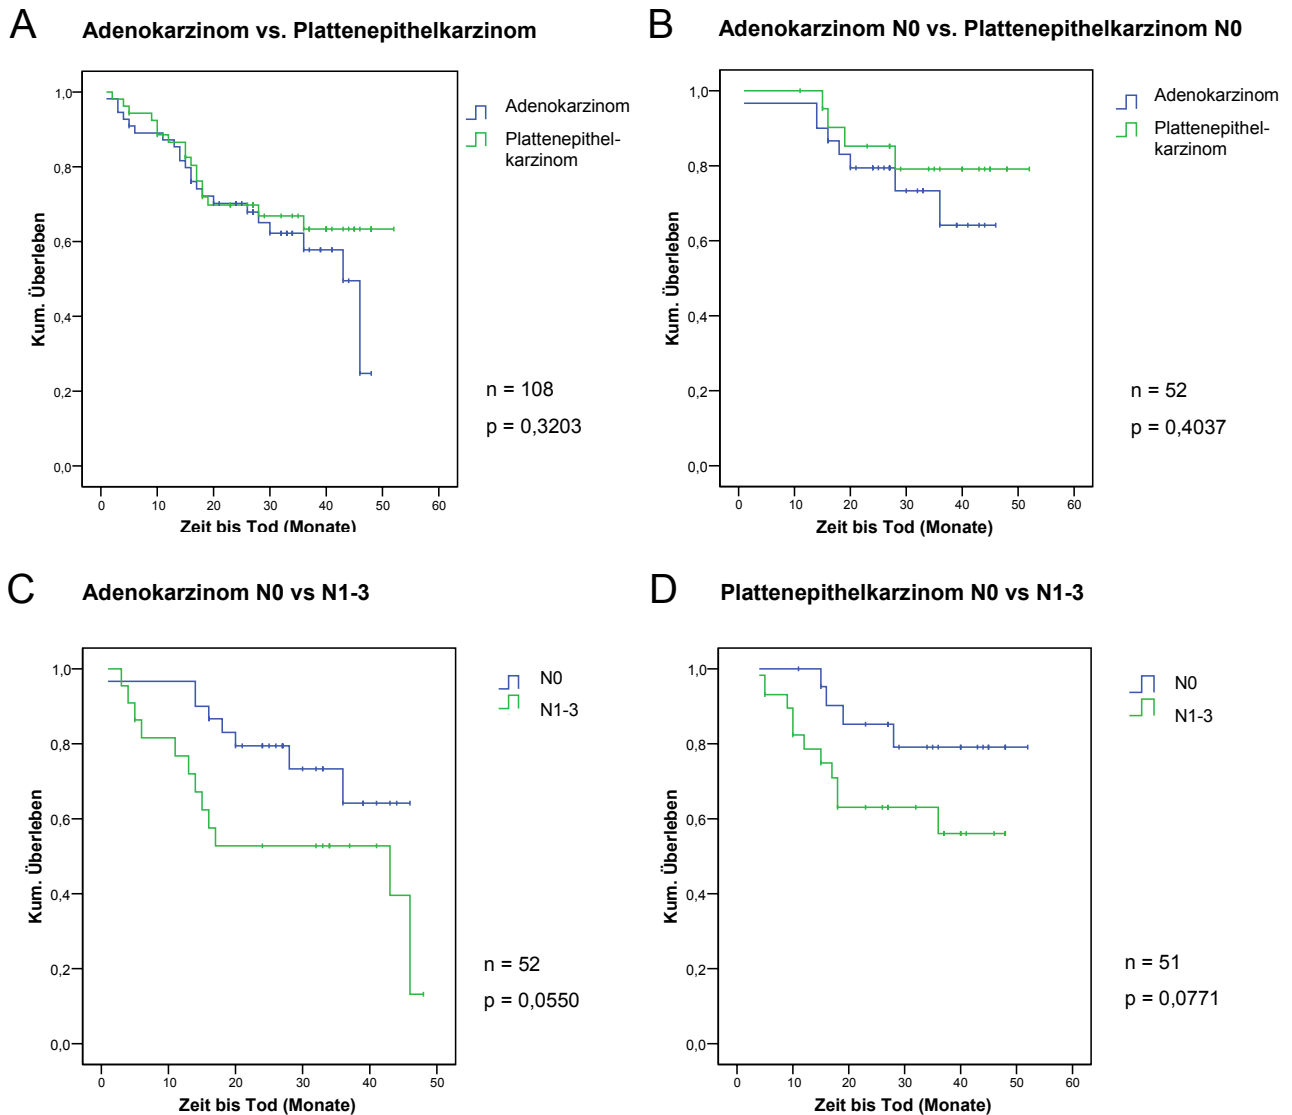 A
Adenokarzinom vs. Plattenepithelkarzinom
Kum. Überleben
1,0
0,8
0,6
0,4
0,2
0,0
0 10 20 30 40 50 60
Zeit bis Tod (Monate)
Adenokarzinom
Plattenepithel-
karzinom
n = 108
p = 0,3203
B
Adenokarzinom N0 vs. Plattenepithelkarzinom N0
Kum. Überleben
1,0
0,8
0,6
0,4
0,2
0,0
0 10 20 30 40 50 60
Zeit bis Tod (Monate)
Adenokarzinom
Plattenepithel-
karzinom
n = 52
p = 0,4037
C
Adenokarzinom N0 vs N1-3
Kum. Überleben
1,0
0,8
0,6
0,4
0,2
0,0
0 10 20 30 40 50
Zeit bis Tod (Monate)
N0
N1-3
n = 52
p = 0,0550
D
Plattenepithelkarzinom N0 vs N1-3
Kum. Überleben
1,0
0,8
0,6
0,4
0,2
0,0
0 10 20 30 40 50 60
Zeit bis Tod (Monate)
N0
N1-3
n = 51
p = 0,0771